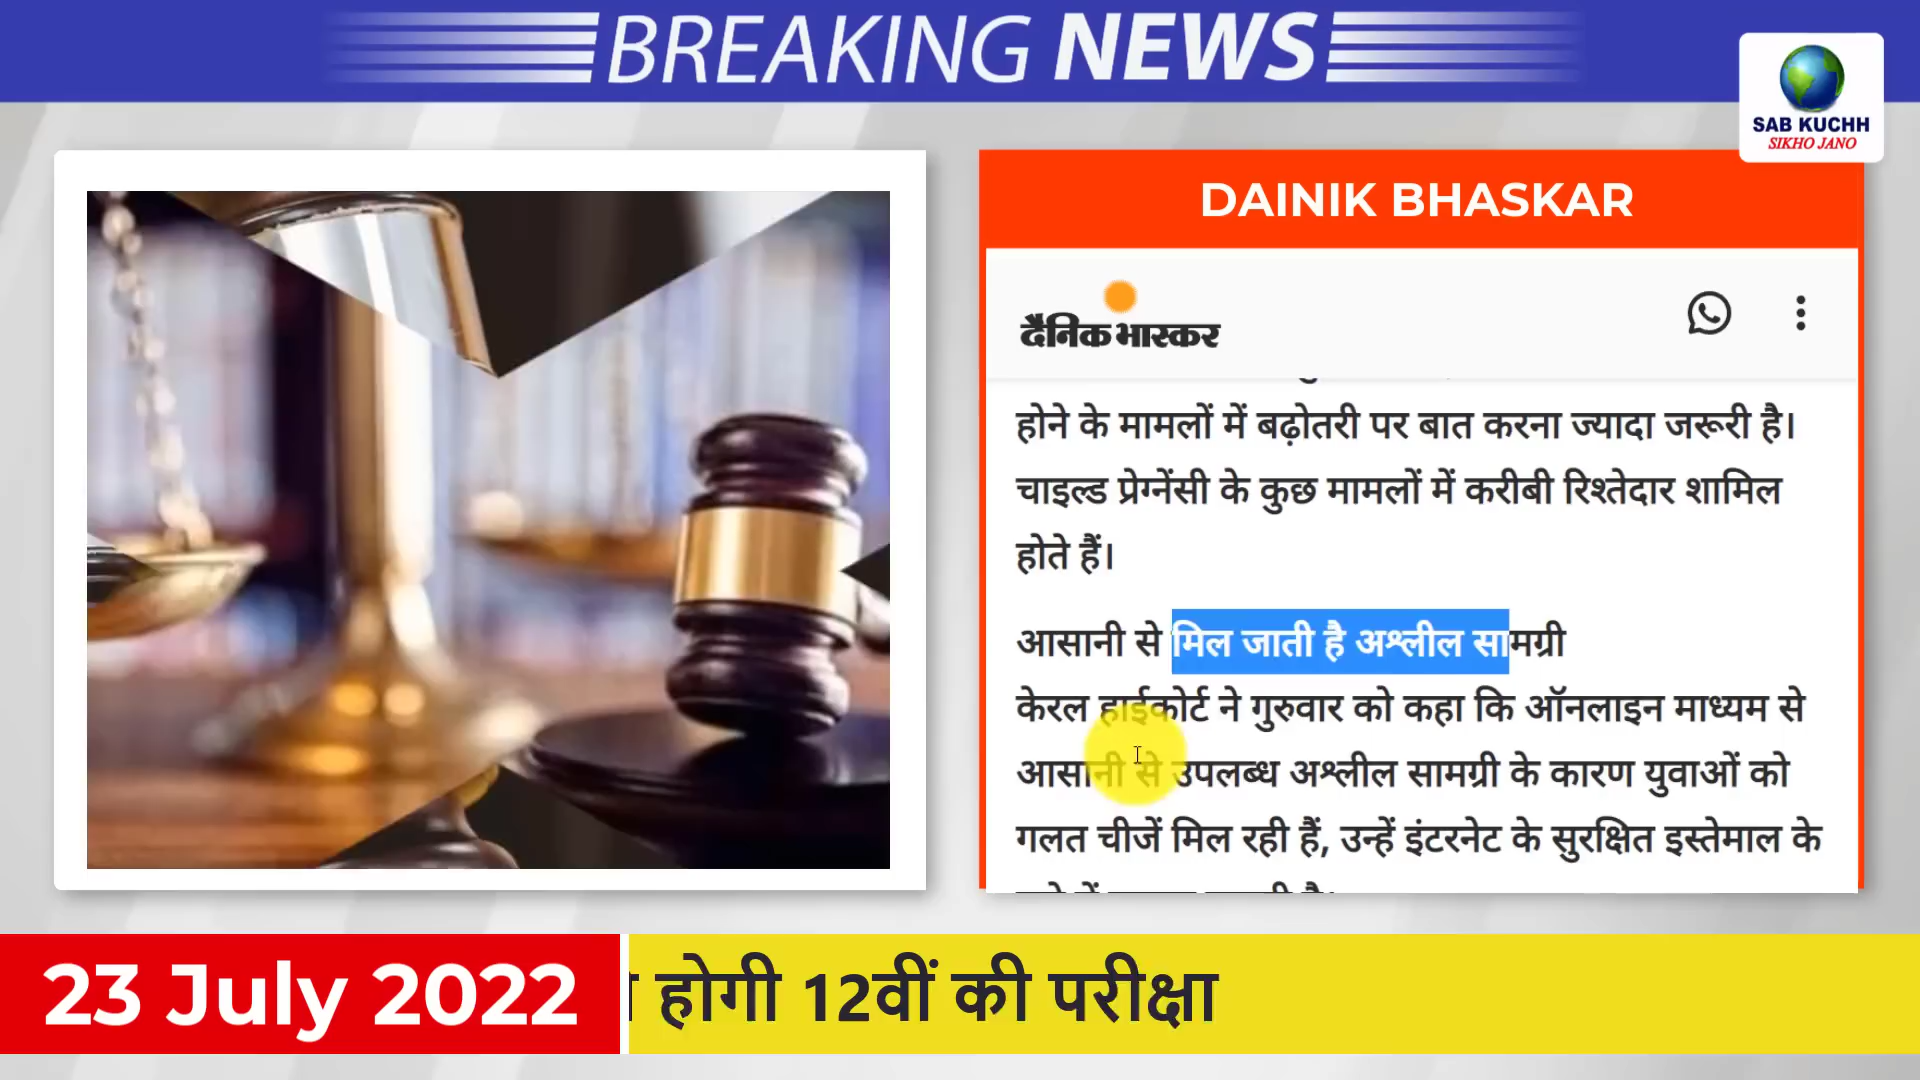 BREAKING NEWS
SAB KUCHH
SIKHO JANO
DAINIK BHASKAR
दैनिक भास्कर
होने के मामलों में बढ़ोतरी पर बात करना ज्यादा जरूरी है।
चाइल्ड प्रेग्नेंसी के कुछ मामलों में करीबी रिश्तेदार शामिल
होते हैं।
आसानी से मिल जाती है अश्लील सामग्री
केरल हाईकोर्ट ने गुरुवार को कहा कि ऑनलाइन माध्यम से
आसानी से उपलब्ध अश्लील सामग्री के कारण युवाओं को
गलत चीजें मिल रही हैं, उन्हें इंटरनेट के सुरक्षित इस्तेमाल के
23 July 2022
होगी 12वीं की परीक्षा